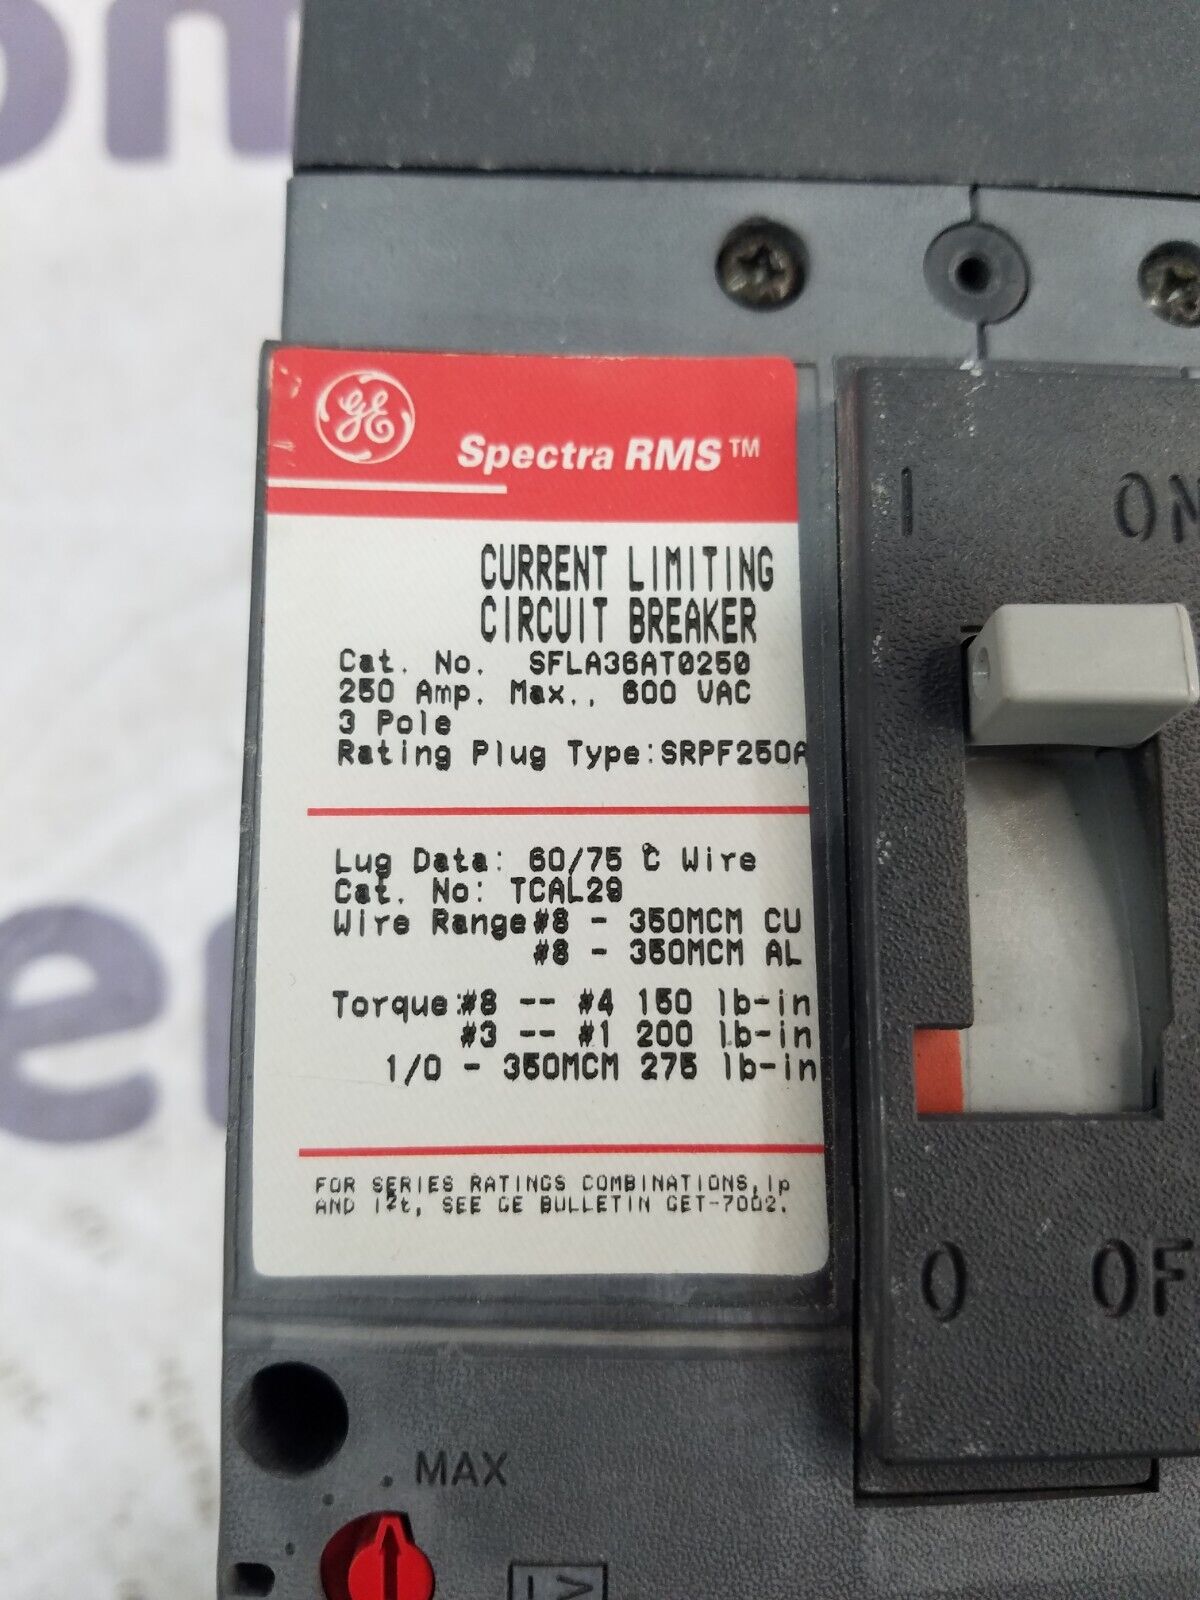 GE
Spectra RMS™
CURRENT LIMITING
CIRCUIT BREAKER
Cat. No. SFLA36AT0250
250 Amp. Max., 600 VAC
3 Pole
Rating Plug Type:SRPF250A
Lug Data: 60/75 °C Wire
Cat. No: TCAL29
Wire Range#8 - 350MCM CU
#8 - 350MCM AL
Torque:#8 -- #4 150 lb-in
#3 -- #1 200 lb-in
1/0 - 350MCM 275 lb-in
FOR SERIES RATINGS COMBINATIONS, Ip
AND I²t, SEE GE BULLETIN GET-7002.
I ON
O OF
MAX